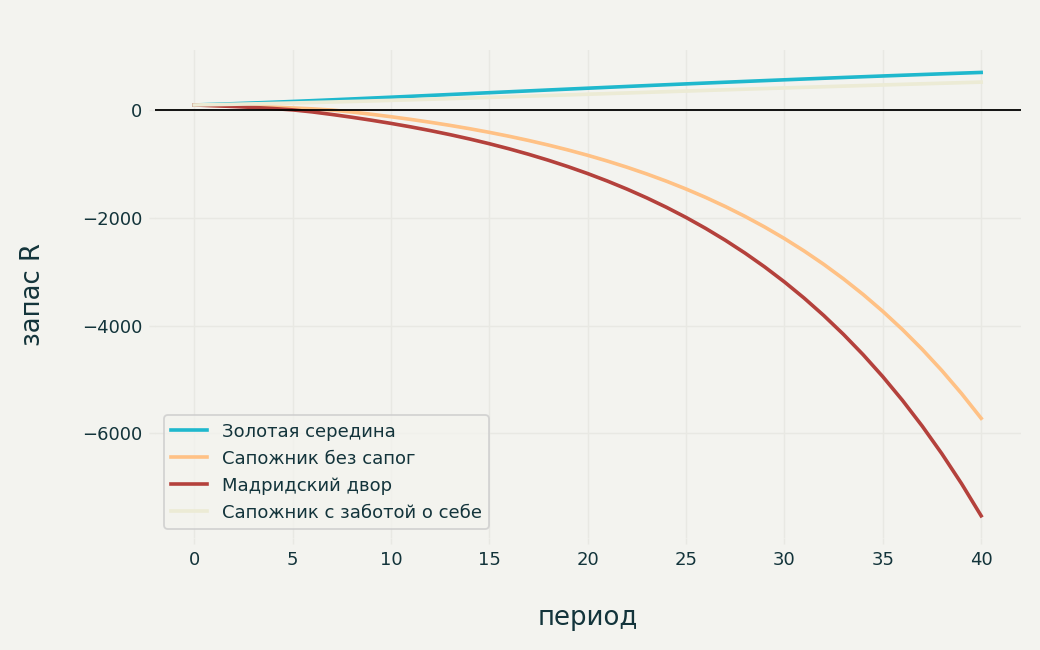 запас R
0
−2000
−4000
−6000
Золотая середина
Сапожник без сапог
Мадридский двор
Сапожник с заботой о себе
0 5 10 15 20 25 30 35 40
период